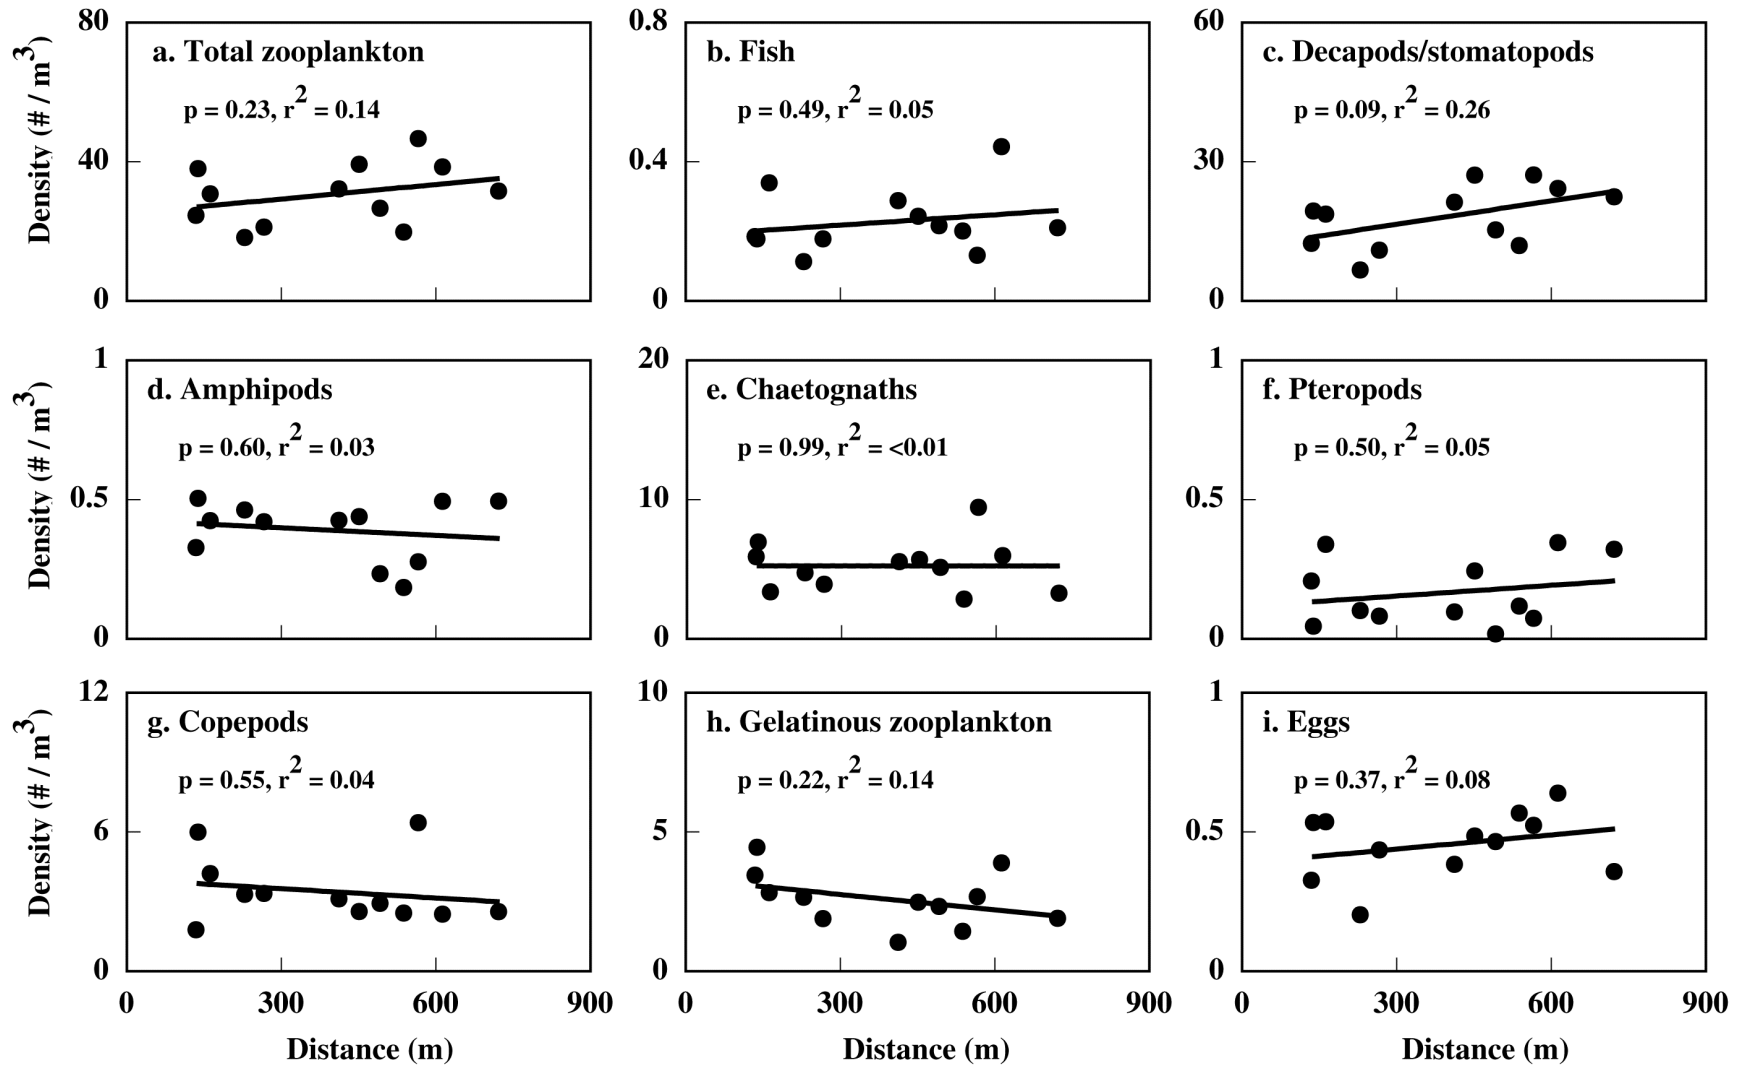 80
40
0
Density (# / m3)
a. Total zooplankton
p = 0.23, r2 = 0.14
0.8
0.4
0
b. Fish
p = 0.49, r2 = 0.05
60
30
0
c. Decapods/stomatopods
p = 0.09, r2 = 0.26
1
0.5
0
Density (# / m3)
d. Amphipods
p = 0.60, r2 = 0.03
20
10
0
e. Chaetognaths
p = 0.99, r2 = <0.01
1
0.5
0
f. Pteropods
p = 0.50, r2 = 0.05
12
6
0
Density (# / m3)
g. Copepods
p = 0.55, r2 = 0.04
0 300 600 900
Distance (m)
10
5
0
h. Gelatinous zooplankton
p = 0.22, r2 = 0.14
0 300 600 900
Distance (m)
1
0.5
0
i. Eggs
p = 0.37, r2 = 0.08
0 300 600 900
Distance (m)